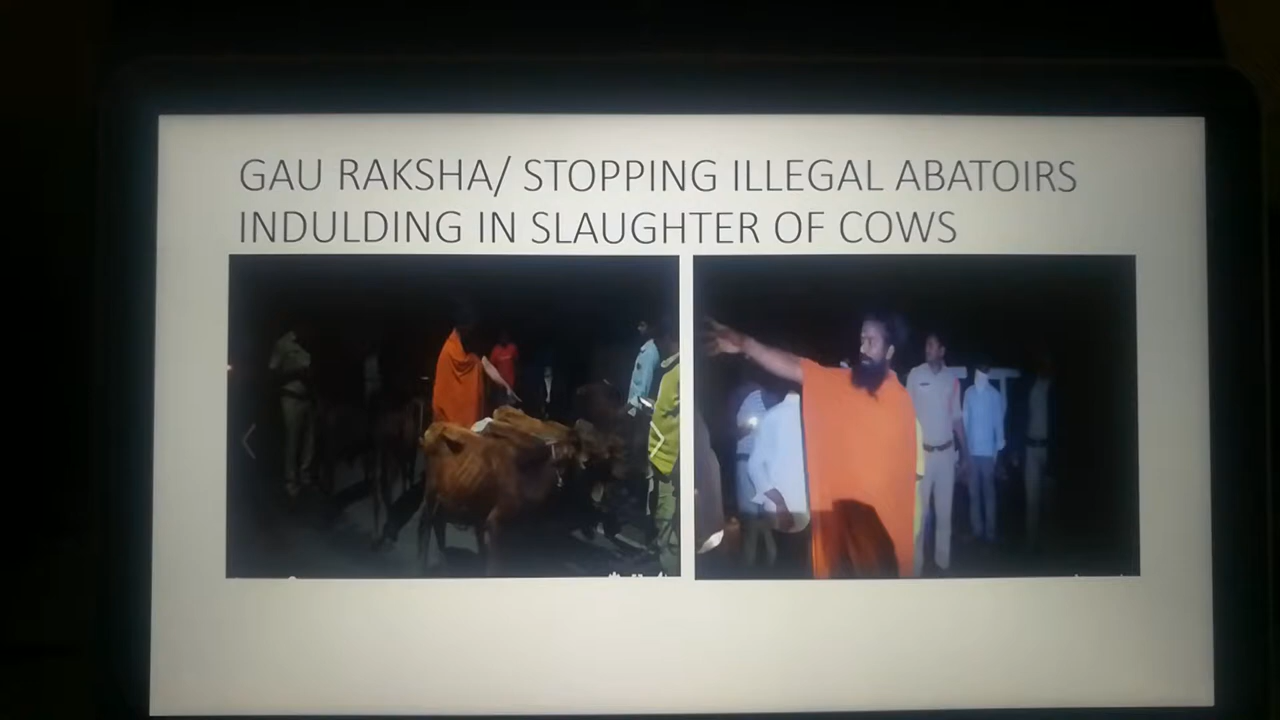 GAU RAKSHA/ STOPPING ILLEGAL ABATOIRS
INDULDING IN SLAUGHTER OF COWS